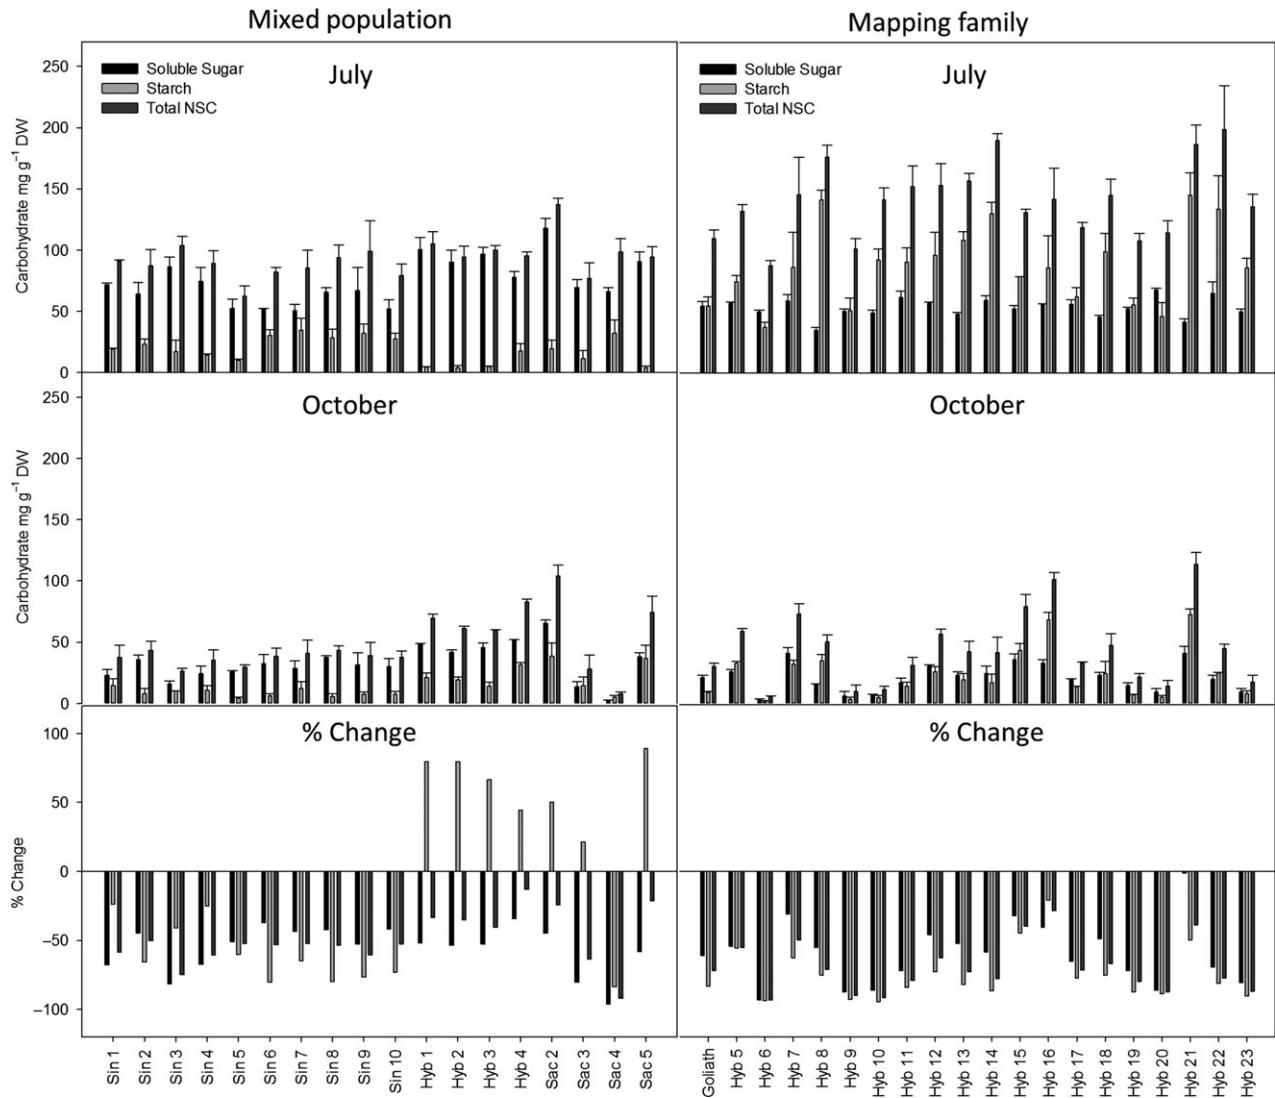 Mixed population
Mapping family
July
Soluble Sugar
Starch
Total NSC
250
200
150
100
50
0
Carbohydrate mg g⁻¹ DW
July
Soluble Sugar
Starch
Total NSC
October
250
200
150
100
50
0
Carbohydrate mg g⁻¹ DW
October
% Change
100
50
0
−50
−100
% Change
% Change
Sin 1
Sin 2
Sin 3
Sin 4
Sin 5
Sin 6
Sin 7
Sin 8
Sin 9
Sin 10
Hyb 1
Hyb 2
Hyb 3
Hyb 4
Sac 2
Sac 3
Sac 4
Sac 5
Goliath
Hyb 5
Hyb 6
Hyb 7
Hyb 8
Hyb 9
Hyb 10
Hyb 11
Hyb 12
Hyb 13
Hyb 14
Hyb 15
Hyb 16
Hyb 17
Hyb 18
Hyb 19
Hyb 20
Hyb 21
Hyb 22
Hyb 23